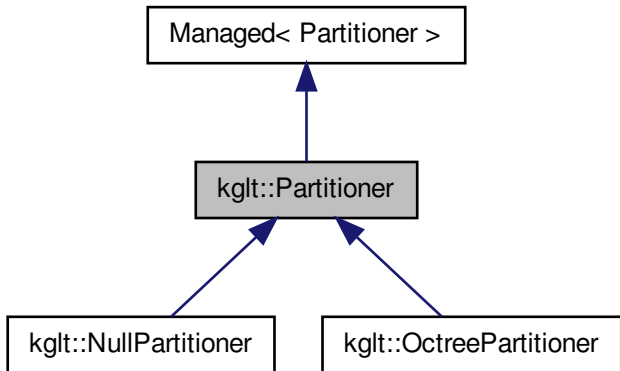 Managed< Partitioner >
kglt::Partitioner
kglt::NullPartitioner
kglt::OctreePartitioner